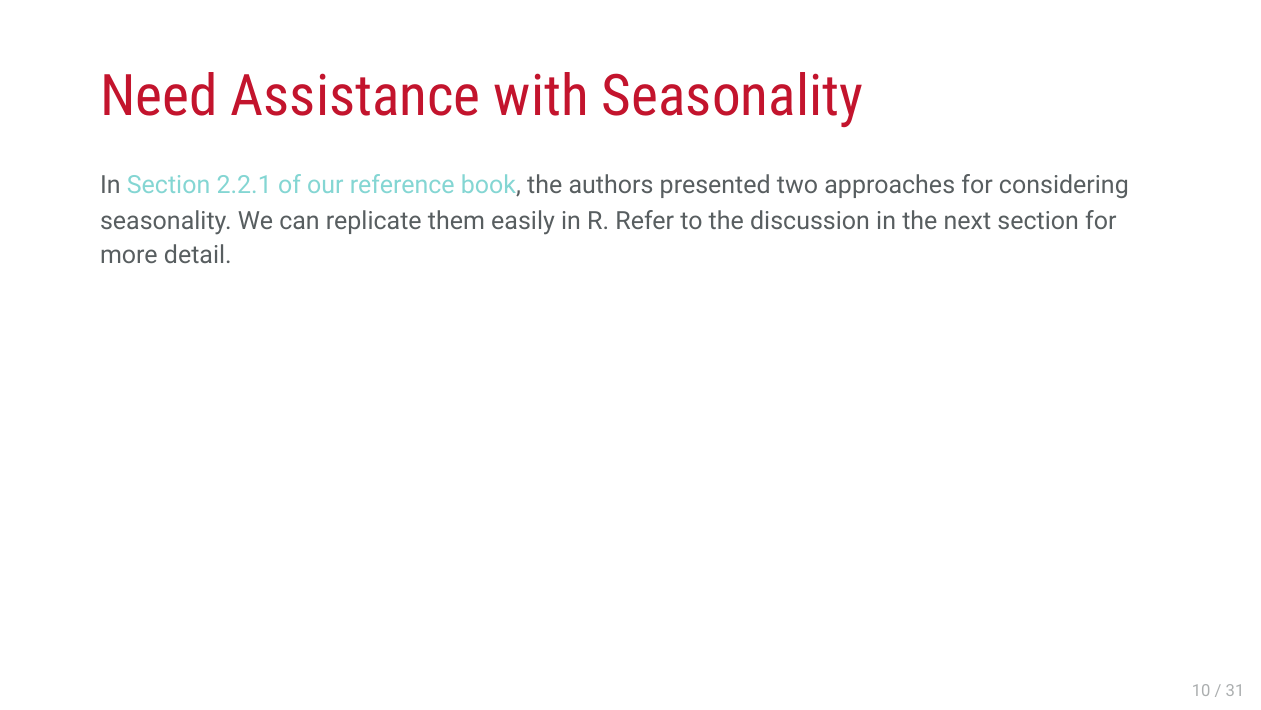 Need Assistance with Seasonality
In Section 2.2.1 of our reference book, the authors presented two approaches for considering
seasonality. We can replicate them easily in R. Refer to the discussion in the next section for
more detail.
10 / 31